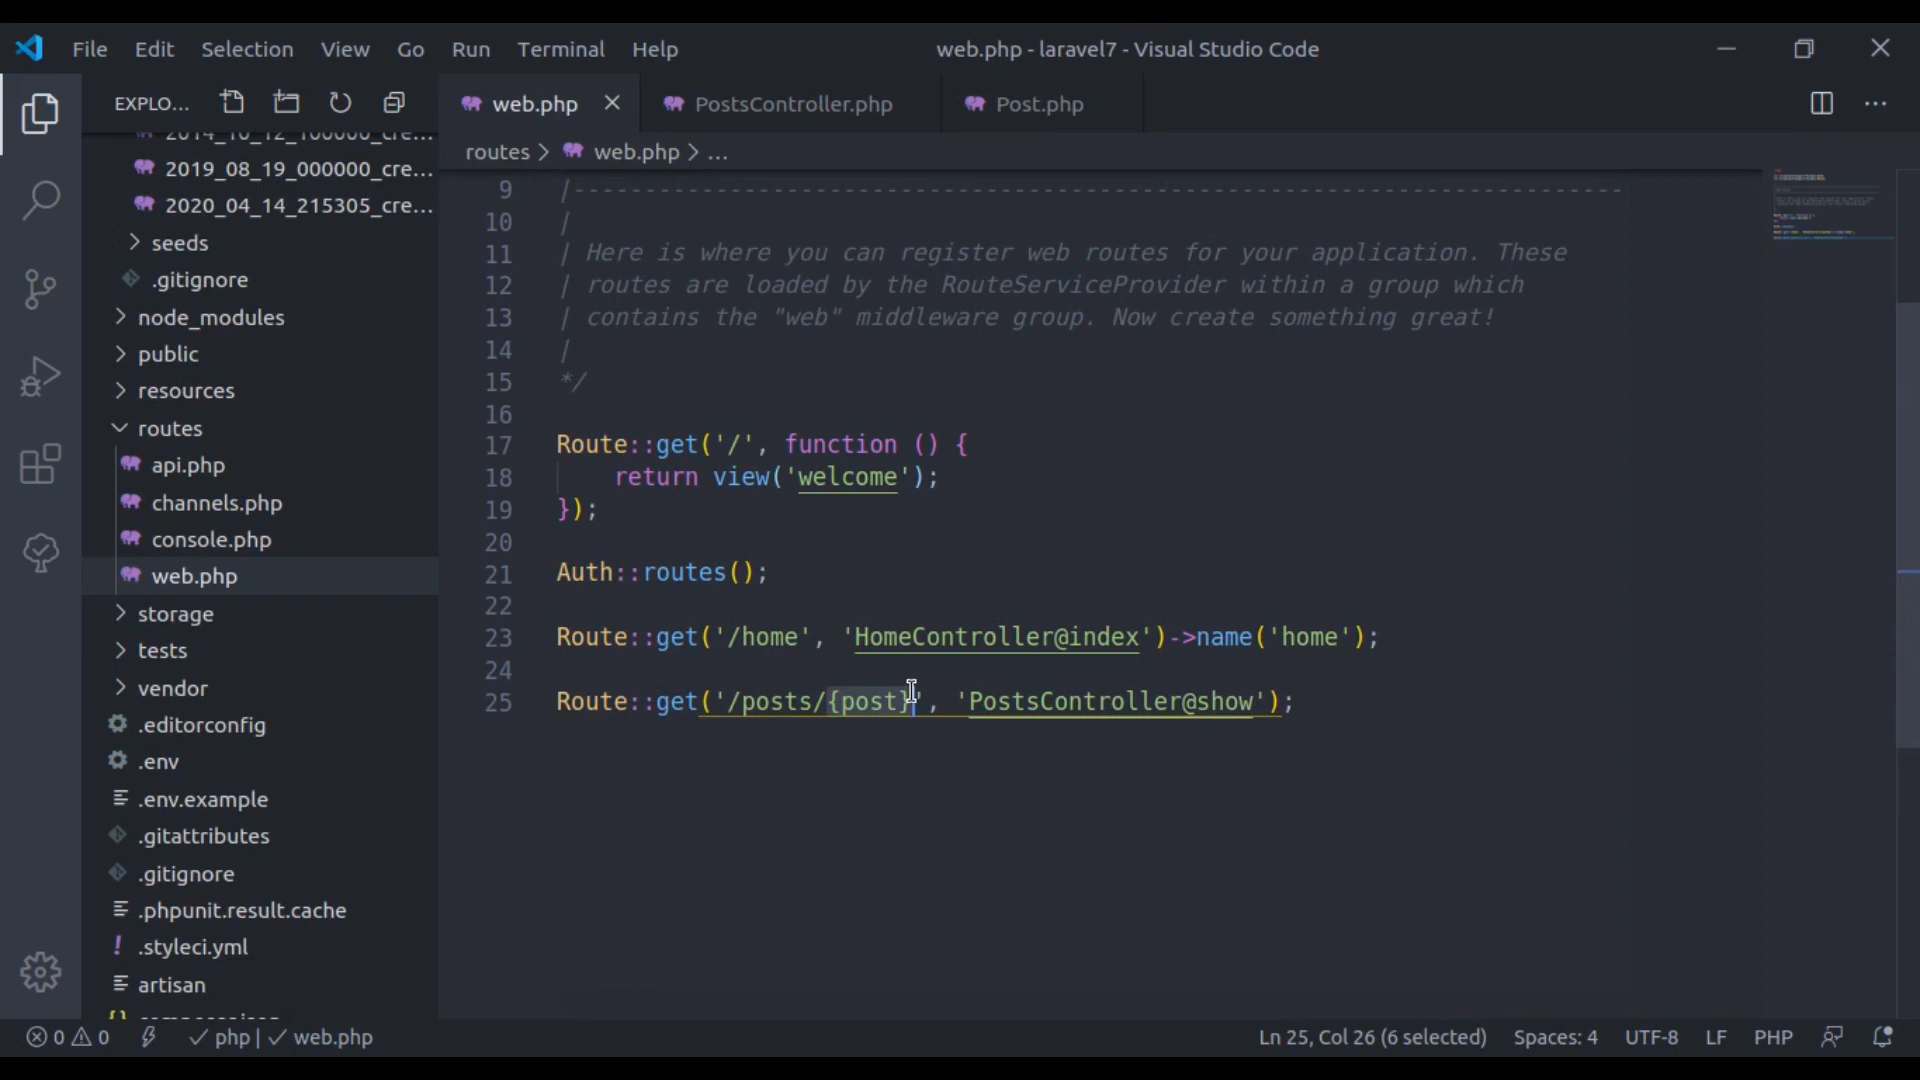 File Edit Selection View Go Run Terminal Help
web.php - laravel7 - Visual Studio Code
EXPLO...
2014_10_12_100000_cre...
2019_08_19_000000_cre...
2020_04_14_215305_cre...
seeds
.gitignore
node_modules
public
resources
routes
api.php
channels.php
console.php
web.php
storage
tests
vendor
.editorconfig
.env
.env.example
.gitattributes
.gitignore
.phpunit.result.cache
.styleci.yml
artisan
web.php PostsController.php Post.php
routes > web.php > ...
9 |--------------------------------------------------------------------------
10 |
11 | Here is where you can register web routes for your application. These
12 | routes are loaded by the RouteServiceProvider within a group which
13 | contains the "web" middleware group. Now create something great!
14 |
15 */
16
17 Route::get('/', function () {
18     return view('welcome');
19 });
20
21 Auth::routes();
22
23 Route::get('/home', 'HomeController@index')->name('home');
24
25 Route::get('/posts/{post}', 'PostsController@show');
0 0 php | web.php
Ln 25, Col 26 (6 selected) Spaces: 4 UTF-8 LF PHP